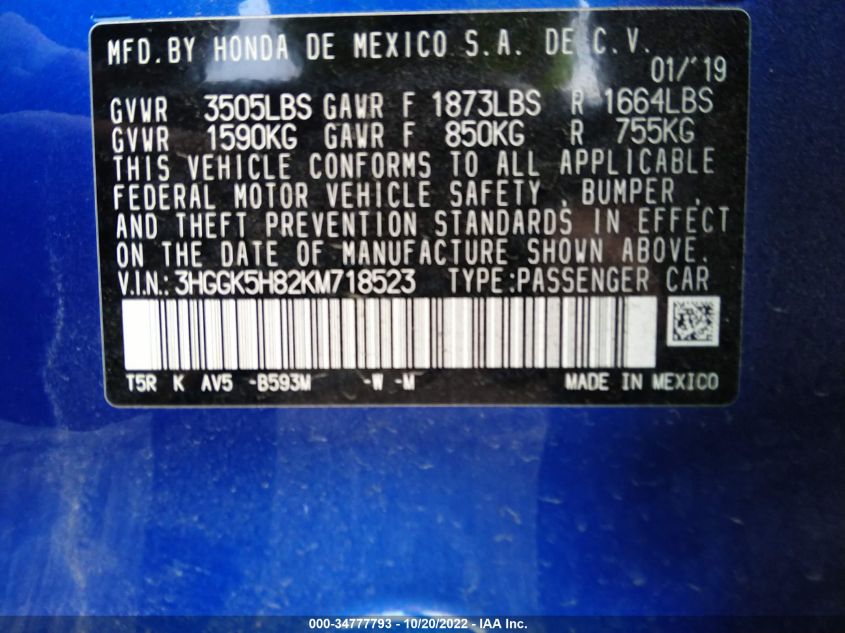 MFD. BY HONDA DE MEXICO S.A. DE C.V.
01/'19
GVWR 3505LBS GAWR F 1873LBS R 1664LBS
GVWR 1590KG GAWR F 850KG R 755KG
THIS VEHICLE CONFORMS TO ALL APPLICABLE
FEDERAL MOTOR VEHICLE SAFETY , BUMPER ,
AND THEFT PREVENTION STANDARDS IN EFFECT
ON THE DATE OF MANUFACTURE SHOWN ABOVE.
V.I.N.: 3HGGK5H82KM718523 TYPE:PASSENGER CAR
T5R K AV5 -B593M -W -M MADE IN MEXICO
000-34777793 - 10/20/2022 - IAA Inc.